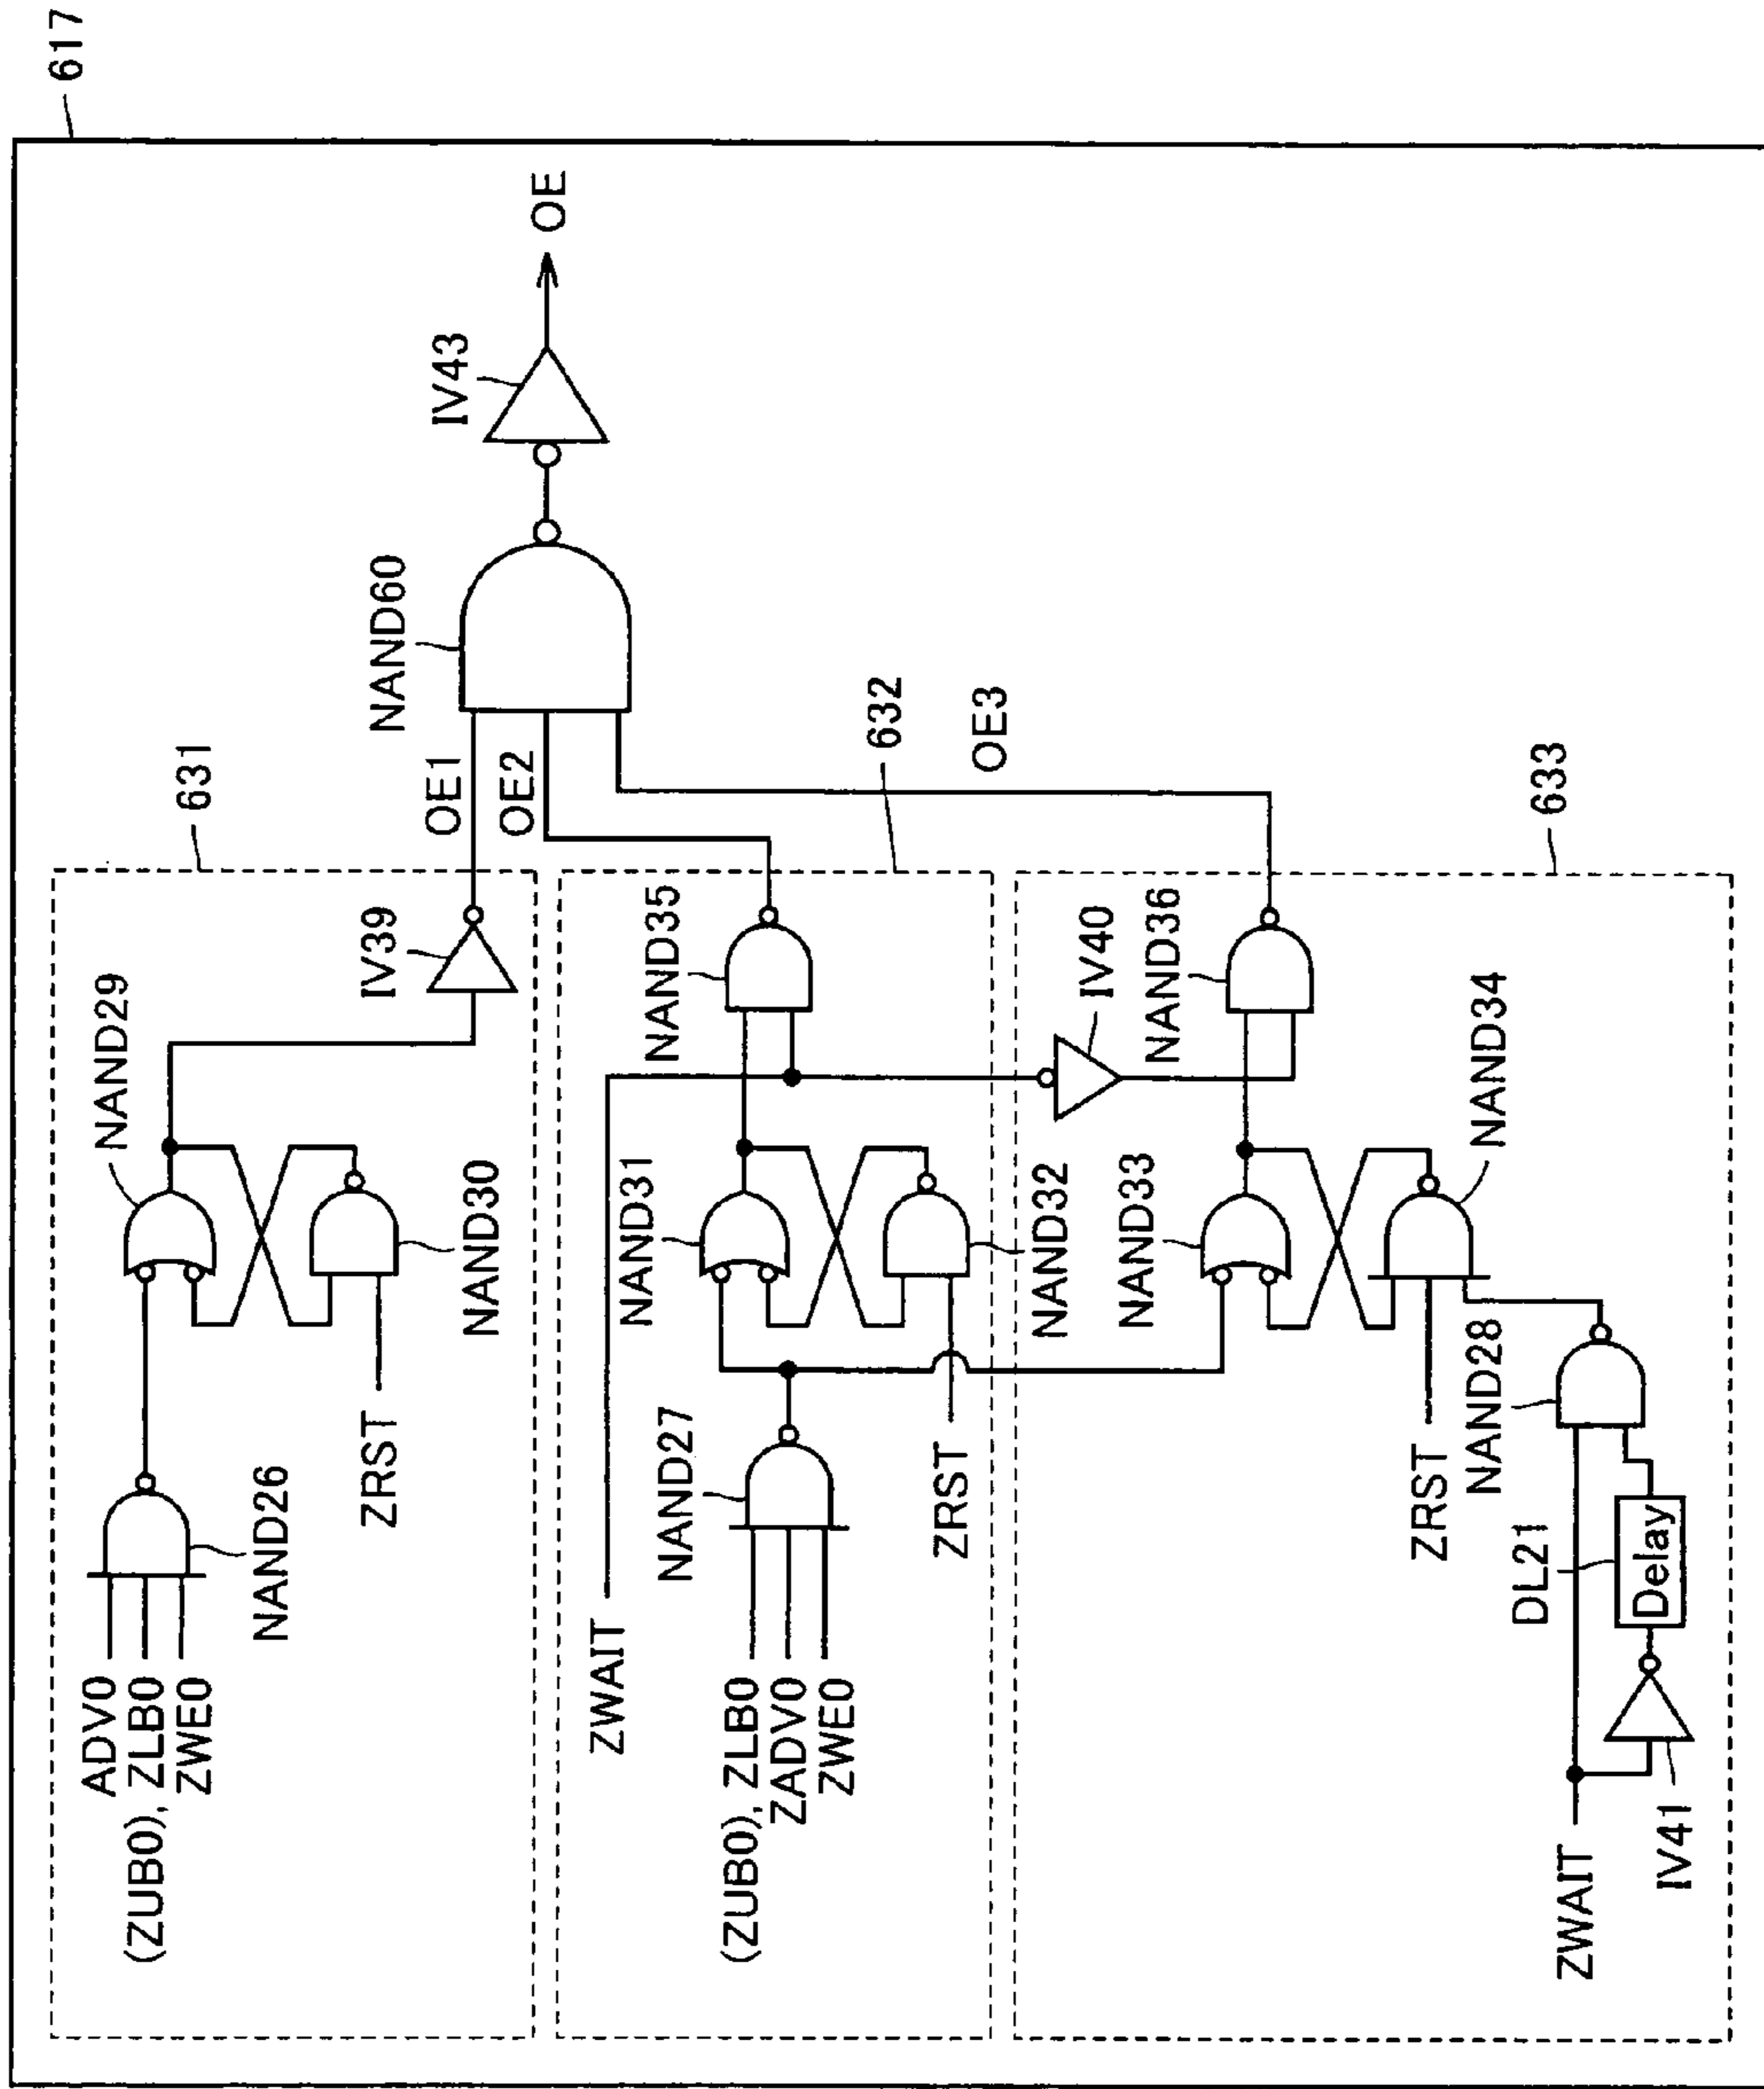 617
631
NAND29
ADV0
(ZUB0), ZLB0
ZWE0
NAND26
ZRST
NAND30
IV39
OE1
OE2
NAND60
IV43
OE
632
OE3
ZWAIT
NAND31
NAND35
(ZUB0), ZLB0
ZADV0
ZWE0
NAND27
ZRST
NAND32
633
IV40
NAND36
NAND33
NAND34
ZRST
NAND28
DL21
Delay
ZWAIT
IV41